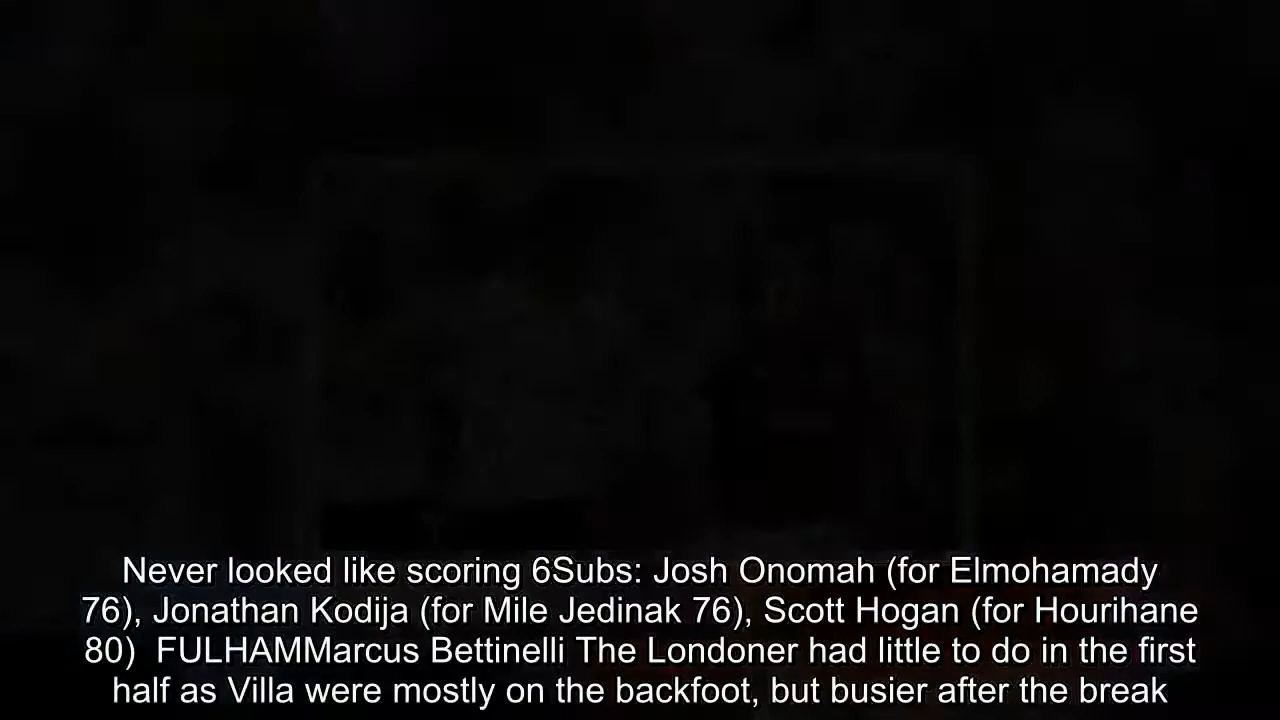 Never looked like scoring 6Subs: Josh Onomah (for Elmohamady
76), Jonathan Kodija (for Mile Jedinak 76), Scott Hogan (for Hourihane
80)  FULHAMMarcus Bettinelli The Londoner had little to do in the first
half as Villa were mostly on the backfoot, but busier after the break